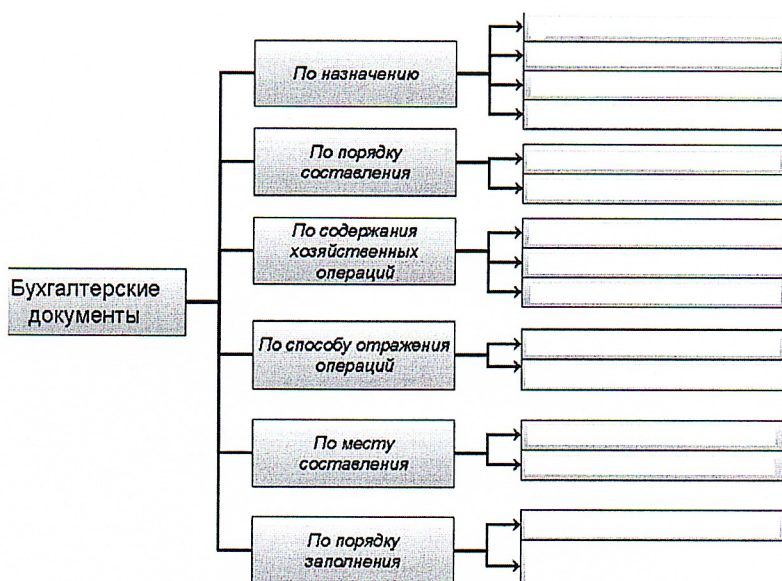 По назначению
По порядку
составления
По содержания
хозяйственных
операций
Бухгалтерские
документы
По способу отражения
операций
По месту
составления
По порядку
заполнения